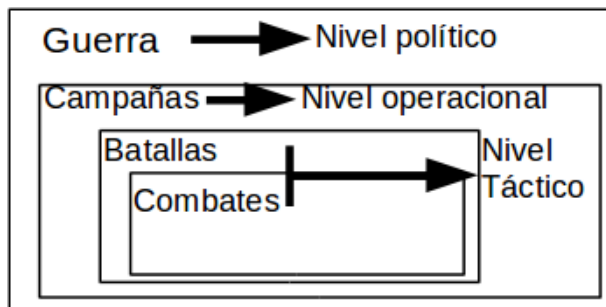 Guerra Nivel político
Campañas Nivel operacional
Batallas
Combates
Nivel
Táctico